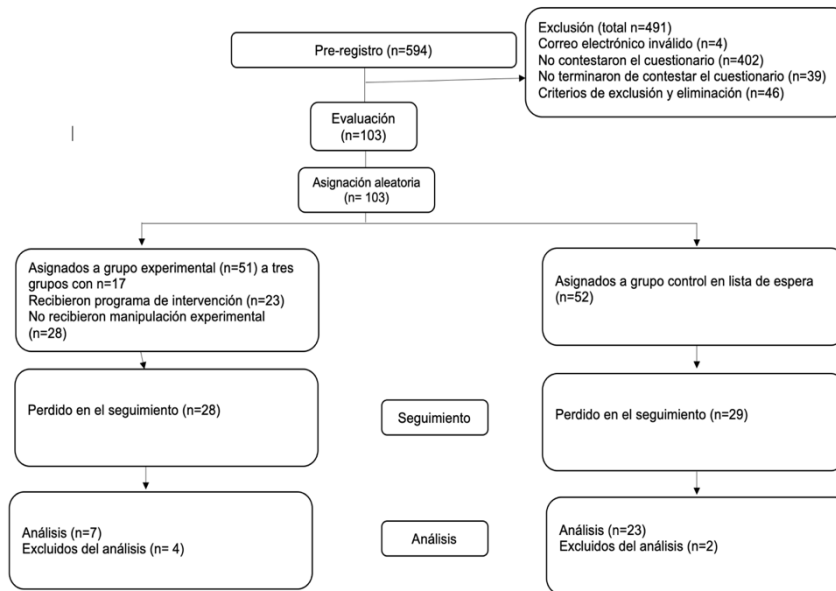 Pre-registro (n=594)
Exclusión (total n=491)
Correo electrónico inválido (n=4)
No contestaron el cuestionario (n=402)
No terminaron de contestar el cuestionario (n=39)
Criterios de exclusión y eliminación (n=46)
Evaluación
(n=103)
Asignación aleatoria
(n= 103)
Asignados a grupo experimental (n=51) a tres
grupos con n=17
Recibieron programa de intervención (n=23)
No recibieron manipulación experimental
(n=28)
Asignados a grupo control en lista de espera
(n=52)
Perdido en el seguimiento (n=28)
Seguimiento
Perdido en el seguimiento (n=29)
Análisis (n=7)
Excluidos del análisis (n= 4)
Análisis
Análisis (n=23)
Excluidos del análisis (n=2)